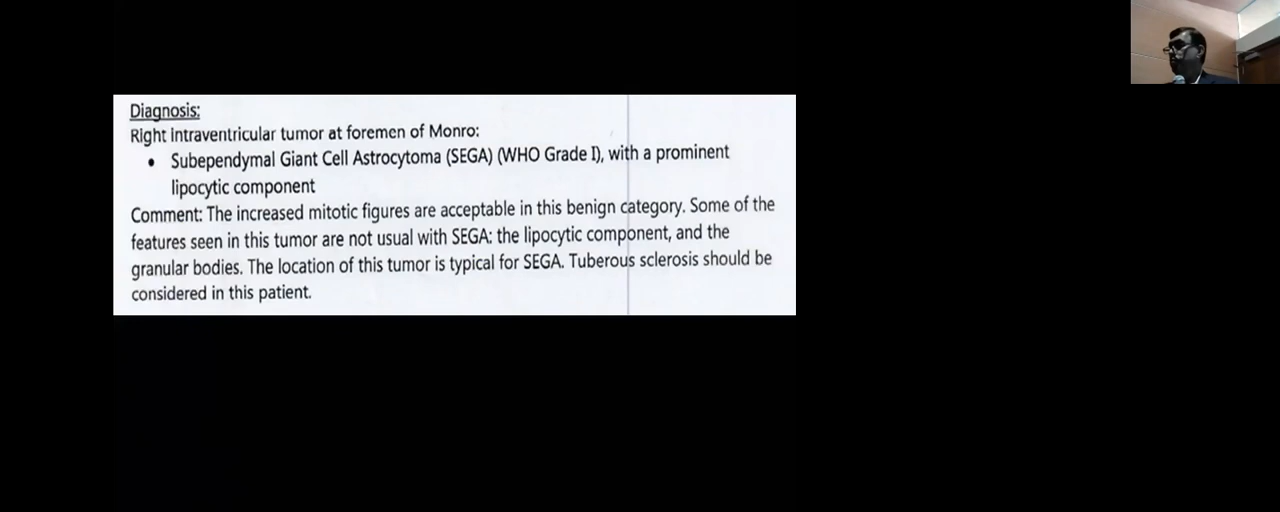 Diagnosis:
Right intraventricular tumor at foremen of Monro:
• Subependymal Giant Cell Astrocytoma (SEGA) (WHO Grade I), with a prominent
lipocytic component
Comment: The increased mitotic figures are acceptable in this benign category. Some of the
features seen in this tumor are not usual with SEGA: the lipocytic component, and the
granular bodies. The location of this tumor is typical for SEGA. Tuberous sclerosis should be
considered in this patient.